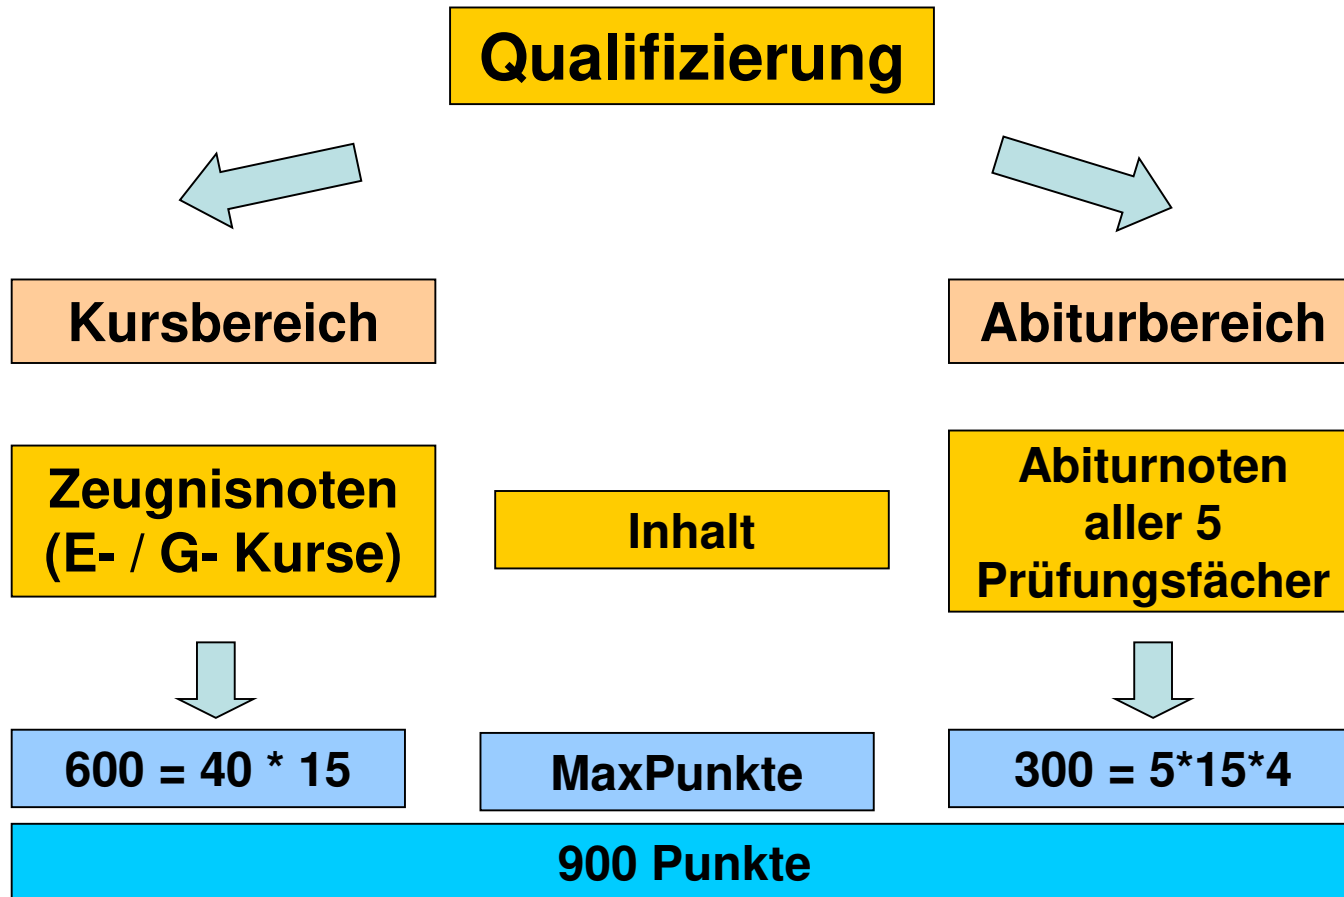 Qualifizierung
Kursbereich
Abiturbereich
Zeugnisnoten
(E- / G- Kurse)
Inhalt
Abiturnoten
aller 5
Prüfungsfächer
600 = 40 * 15
MaxPunkte
300 = 5*15*4
900 Punkte